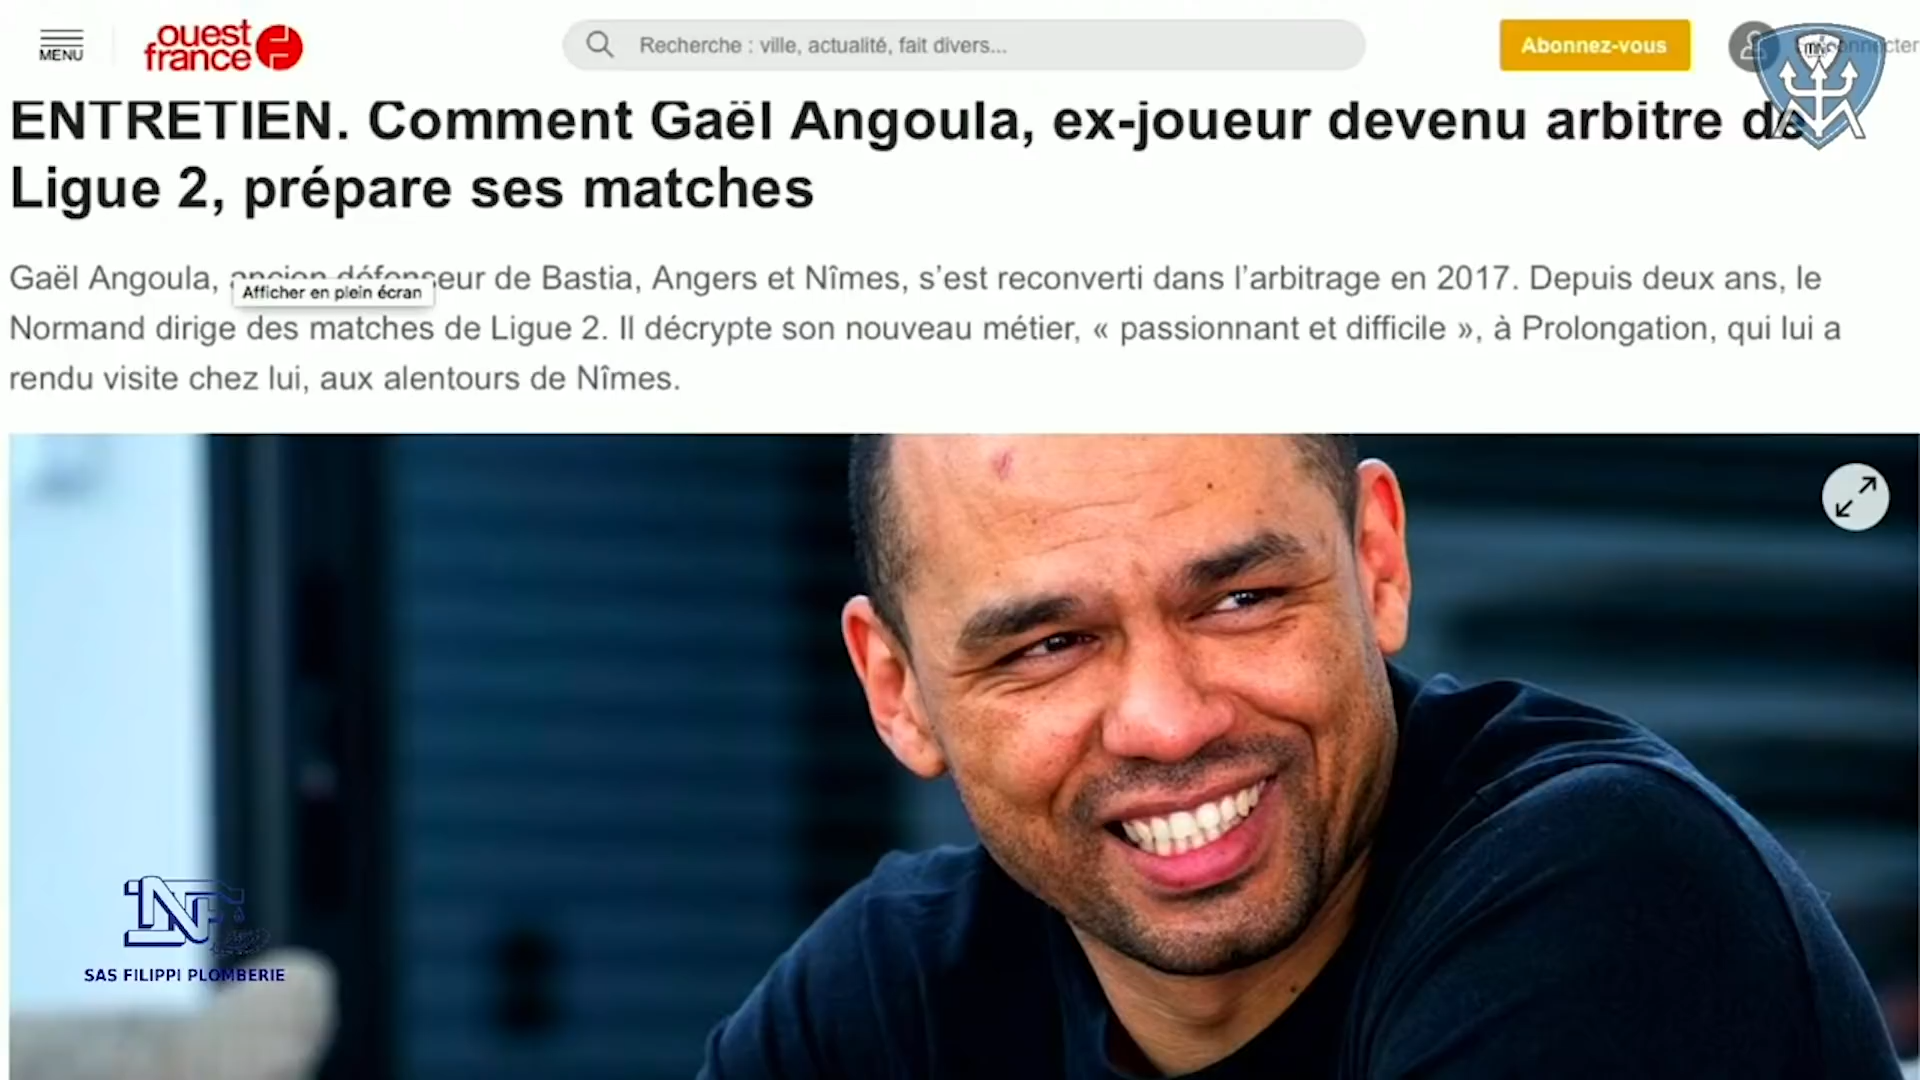 MENU
ouest
france
Recherche : ville, actualité, fait divers...
Abonnez-vous
ENTRETIEN. Comment Gaël Angoula, ex-joueur devenu arbitre de
Ligue 2, prépare ses matches
Gaël Angoula, ancien défenseur de Bastia, Angers et Nîmes, s’est reconverti dans l’arbitrage en 2017. Depuis deux ans, le
Afficher en plein écran
Normand dirige des matches de Ligue 2. Il décrypte son nouveau métier, « passionnant et difficile », à Prolongation, qui lui a
rendu visite chez lui, aux alentours de Nîmes.
SAS FILIPPI PLOMBERIE